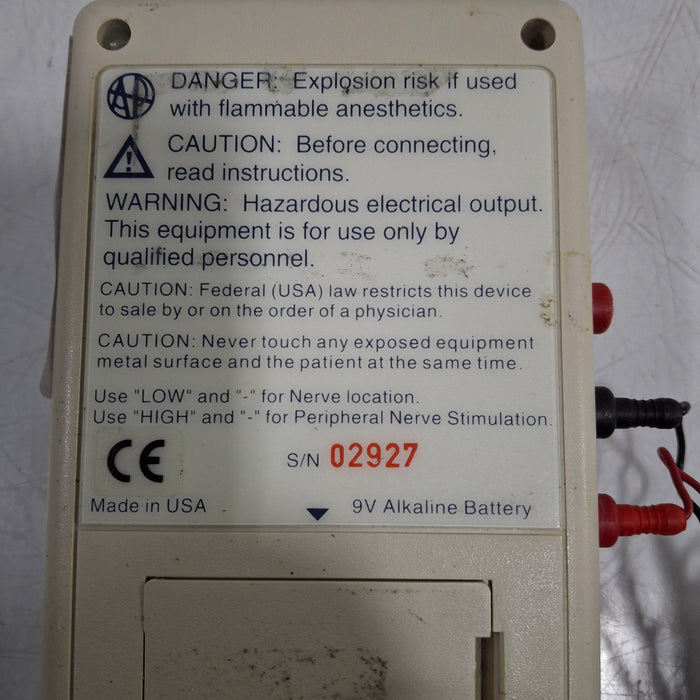 DANGER: Explosion risk if used
with flammable anesthetics.
CAUTION: Before connecting,
read instructions.
WARNING: Hazardous electrical output.
This equipment is for use only by
qualified personnel.
CAUTION: Federal (USA) law restricts this device
to sale by or on the order of a physician.
CAUTION: Never touch any exposed equipment
metal surface and the patient at the same time.
Use "LOW" and "-" for Nerve location.
Use "HIGH" and "-" for Peripheral Nerve Stimulation.
CE
S/N 02927
Made in USA - 9V Alkaline Battery